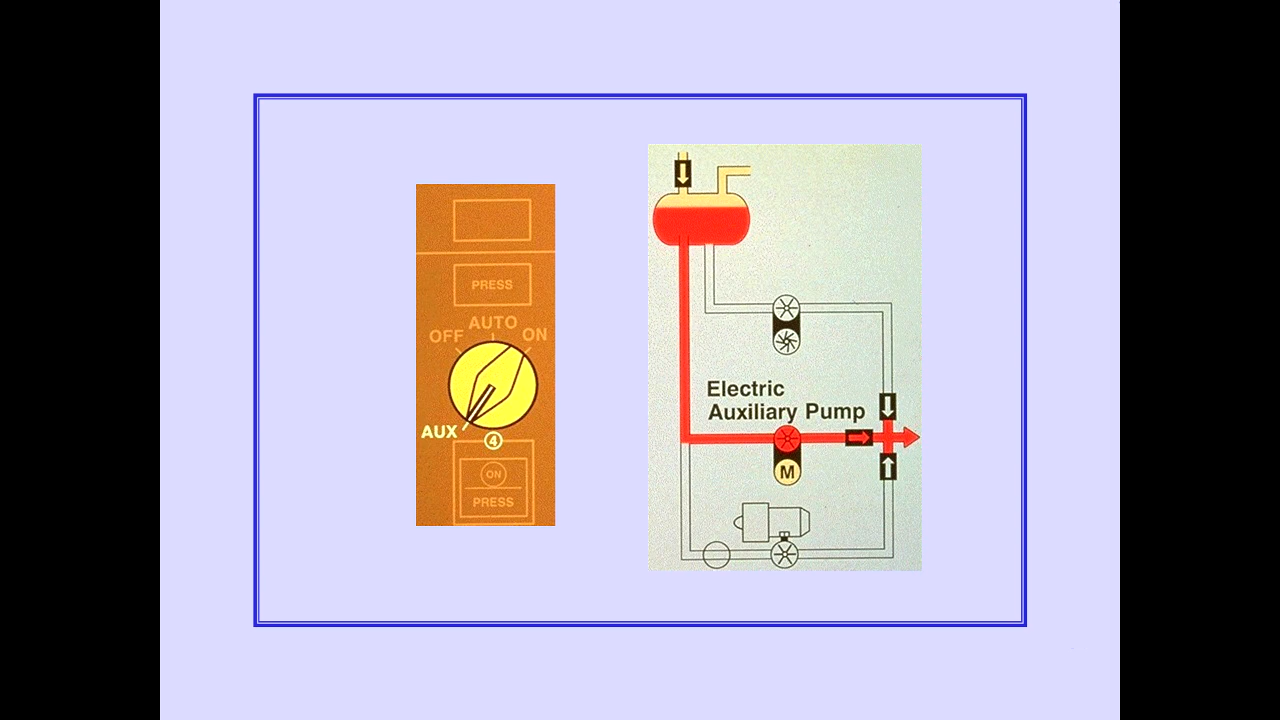 PRESS
AUTO
OFF
ON
AUX
4
ON
PRESS
Electric
Auxiliary Pump
M